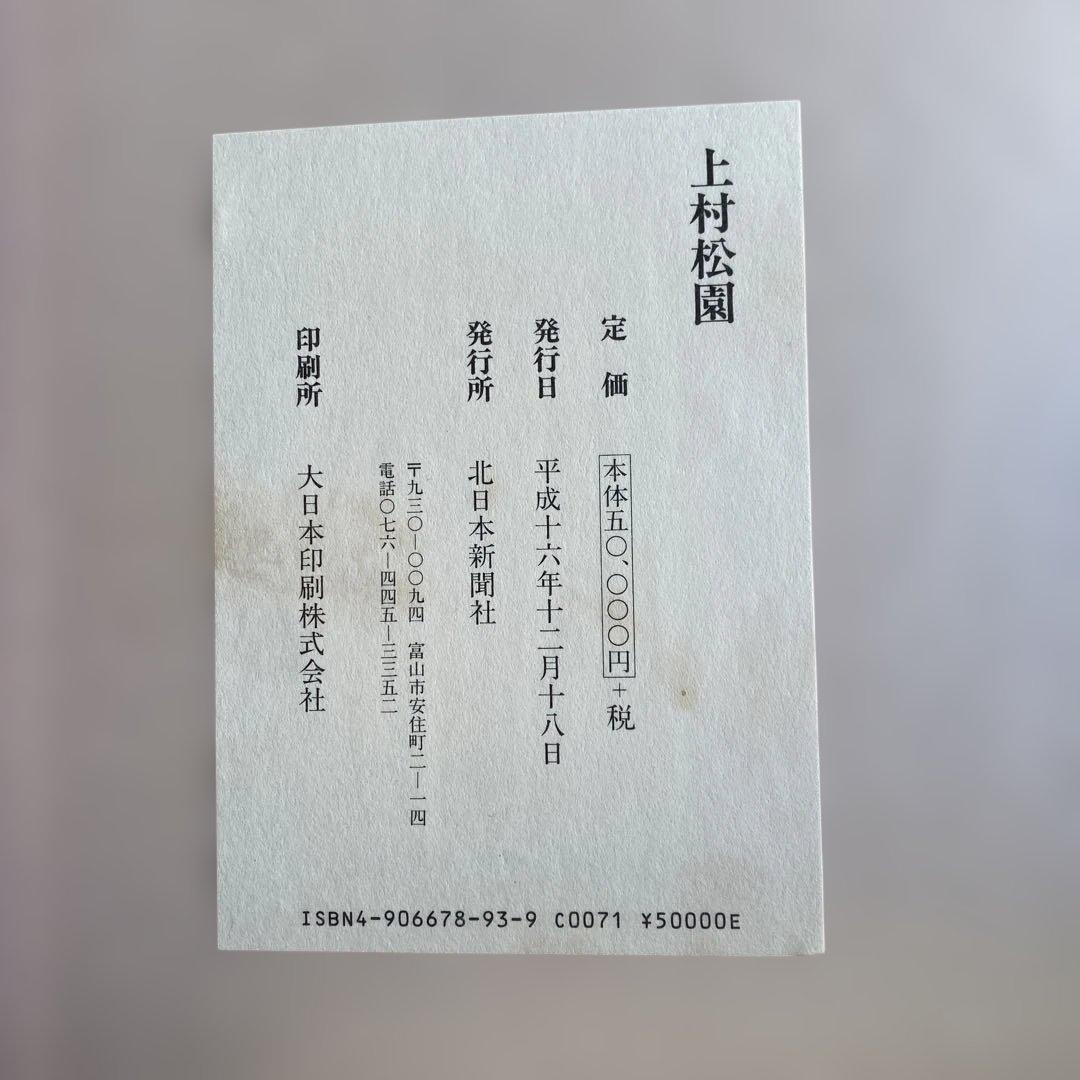 上村松園
定価 本体五〇、〇〇〇円+税
発行日 平成十六年十二月十八日
発行所 北日本新聞社
〒九三〇―〇〇九四 富山市安住町二―一四
電話〇七六―四四五―三三五二
印刷所 大日本印刷株式会社
ISBN4-906678-93-9 C0071 ¥50000E